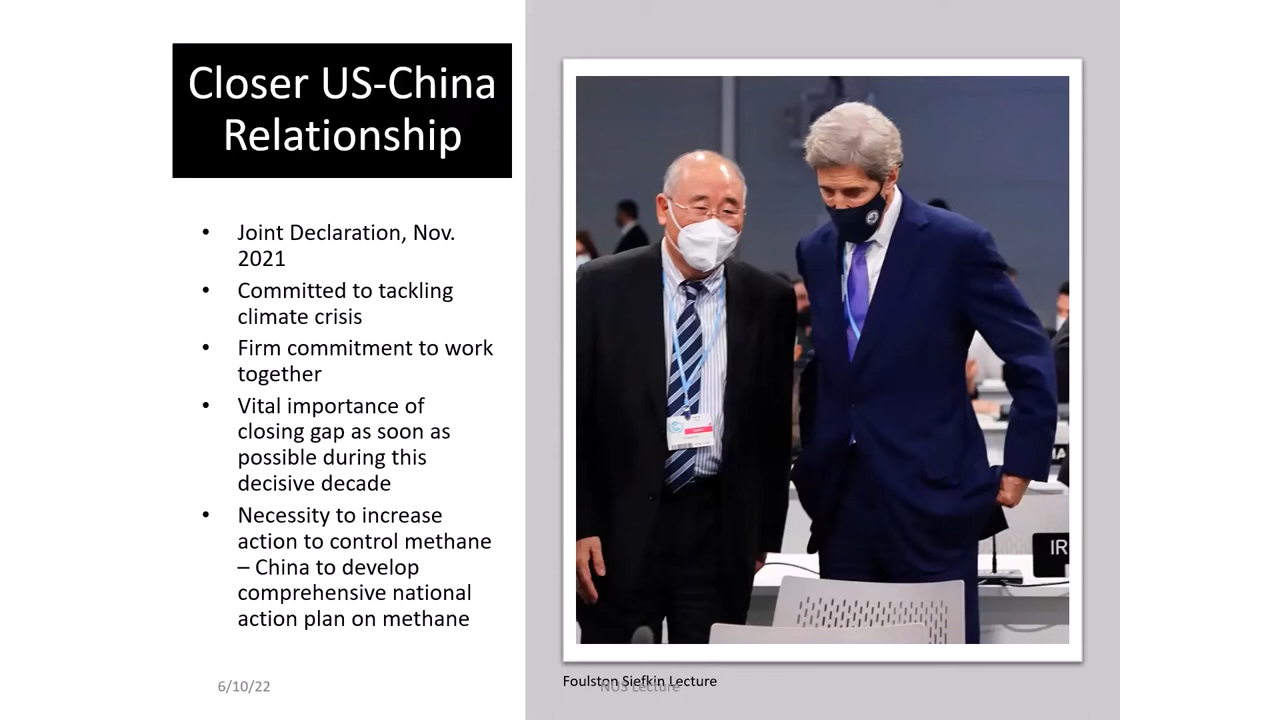 Closer US-China
Relationship
• Joint Declaration, Nov.
2021
• Committed to tackling
climate crisis
• Firm commitment to work
together
• Vital importance of
closing gap as soon as
possible during this
decisive decade
• Necessity to increase
action to control methane
– China to develop
comprehensive national
action plan on methane
IR
6/10/22
Foulston Siefkin Lecture
NUS Lecture